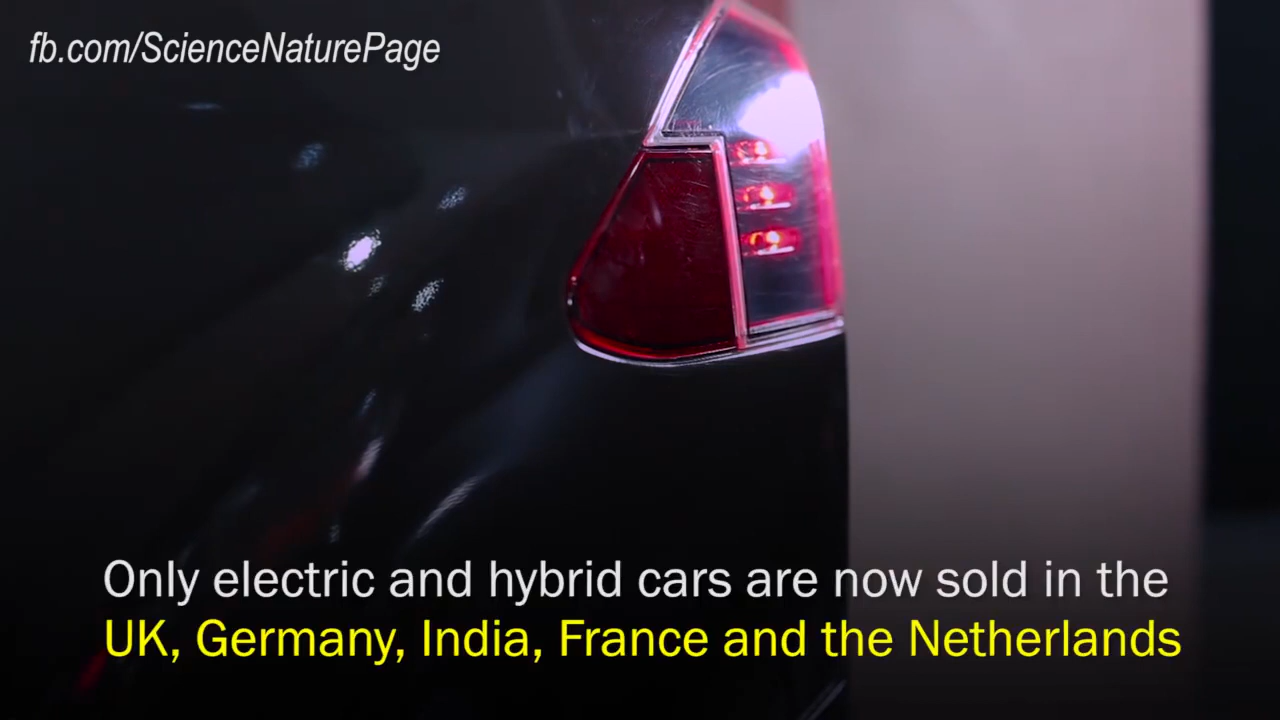 fb.com/ScienceNaturePage
Only electric and hybrid cars are now sold in the
UK, Germany, India, France and the Netherlands